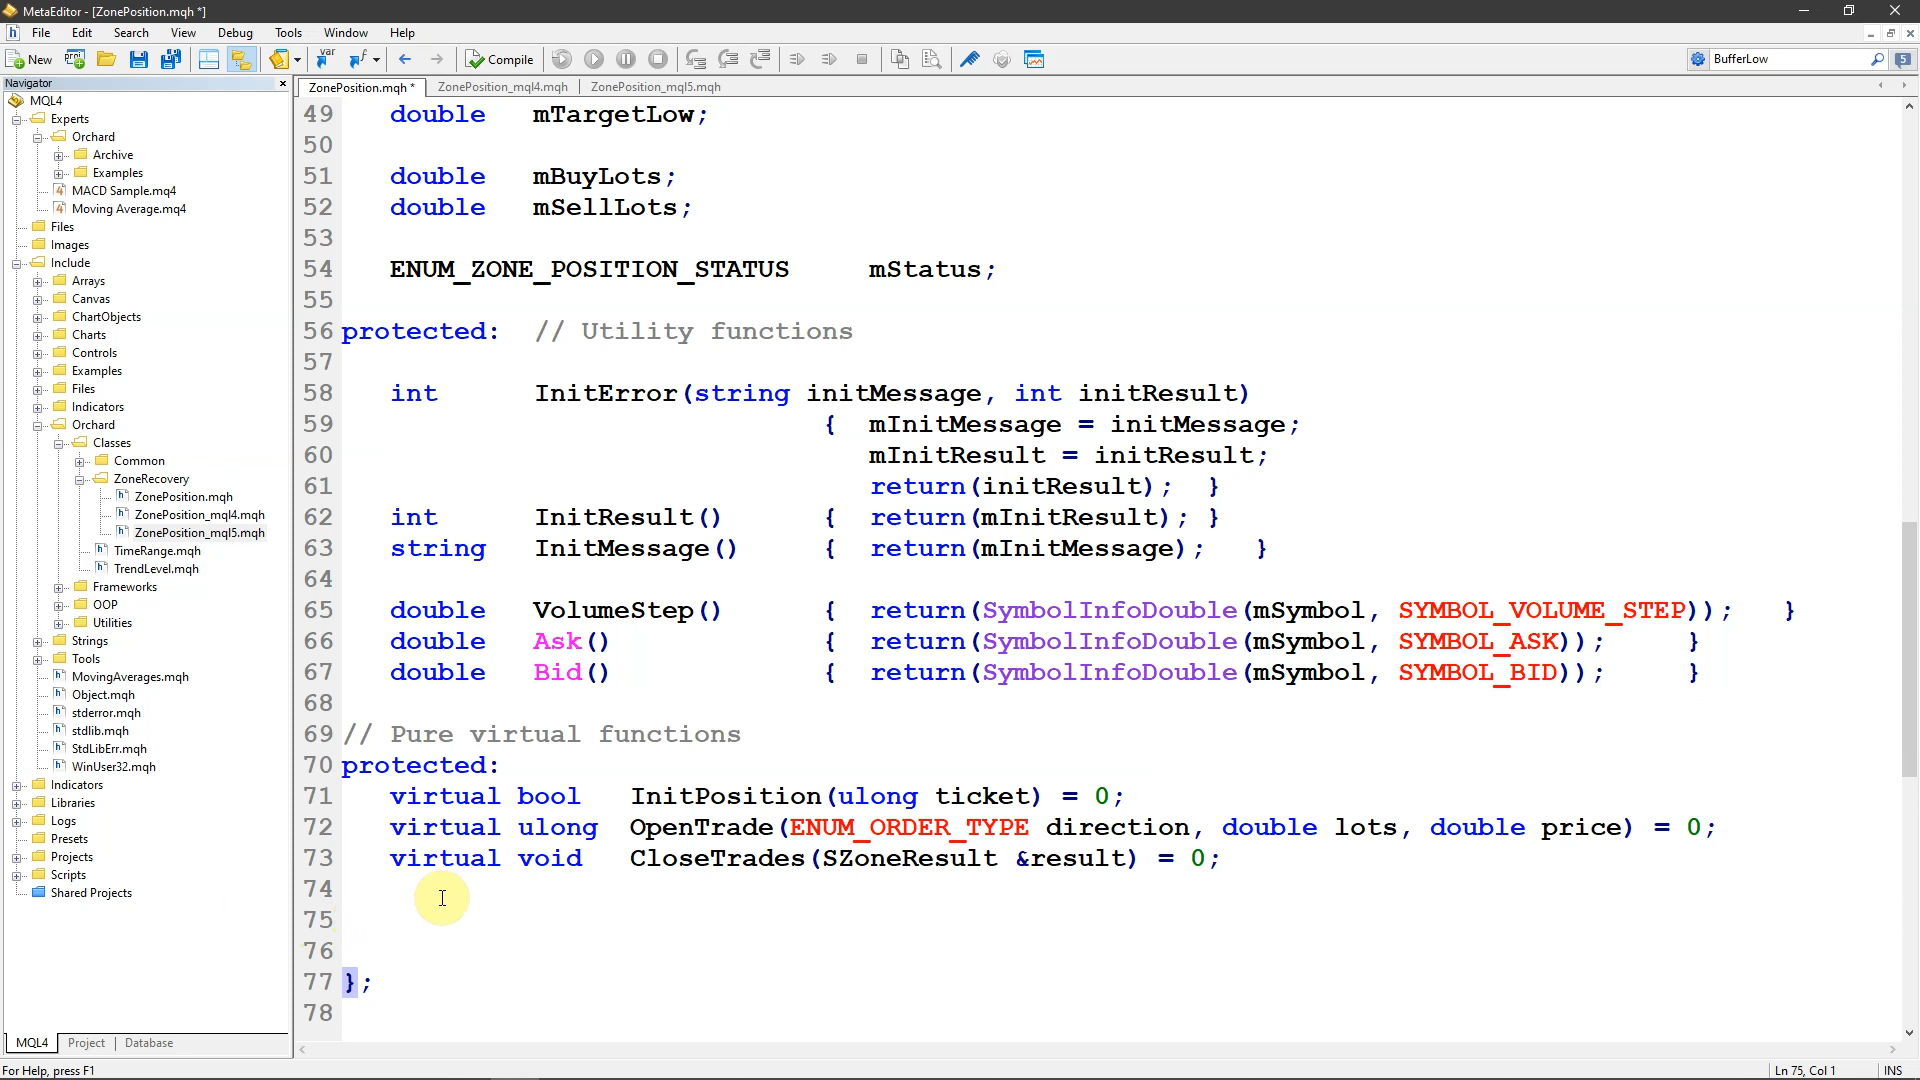 MetaEditor - [ZonePosition.mqh *]
File Edit Search View Debug Tools Window Help
New Compile BufferLow 5
Navigator
ZonePosition.mqh * ZonePosition_mql4.mqh ZonePosition_mql5.mqh
MQL4
Experts
Orchard
Archive
Examples
MACD Sample.mq4
Moving Average.mq4
Files
Images
Include
Arrays
Canvas
ChartObjects
Charts
Controls
Examples
Files
Indicators
Orchard
Classes
Common
ZoneRecovery
ZonePosition.mqh
ZonePosition_mql4.mqh
ZonePosition_mql5.mqh
TimeRange.mqh
TrendLevel.mqh
Frameworks
OOP
Utilities
Strings
Tools
MovingAverages.mqh
Object.mqh
stderror.mqh
stdlib.mqh
StdLibErr.mqh
WinUser32.mqh
Indicators
Libraries
Logs
Presets
Projects
Scripts
Shared Projects
MQL4 Project Database
49 double mTargetLow;
50
51 double mBuyLots;
52 double mSellLots;
53
54 ENUM_ZONE_POSITION_STATUS mStatus;
55
56 protected: // Utility functions
57
58 int InitError(string initMessage, int initResult)
59 { mInitMessage = initMessage;
60 mInitResult = initResult;
61 return(initResult); }
62 int InitResult() { return(mInitResult); }
63 string InitMessage() { return(mInitMessage); }
64
65 double VolumeStep() { return(SymbolInfoDouble(mSymbol, SYMBOL_VOLUME_STEP)); }
66 double Ask() { return(SymbolInfoDouble(mSymbol, SYMBOL_ASK)); }
67 double Bid() { return(SymbolInfoDouble(mSymbol, SYMBOL_BID)); }
68
69 // Pure virtual functions
70 protected:
71 virtual bool InitPosition(ulong ticket) = 0;
72 virtual ulong OpenTrade(ENUM_ORDER_TYPE direction, double lots, double price) = 0;
73 virtual void CloseTrades(SZoneResult &result) = 0;
74
75
76
77 };
78
For Help, press F1 Ln 75, Col 1 INS